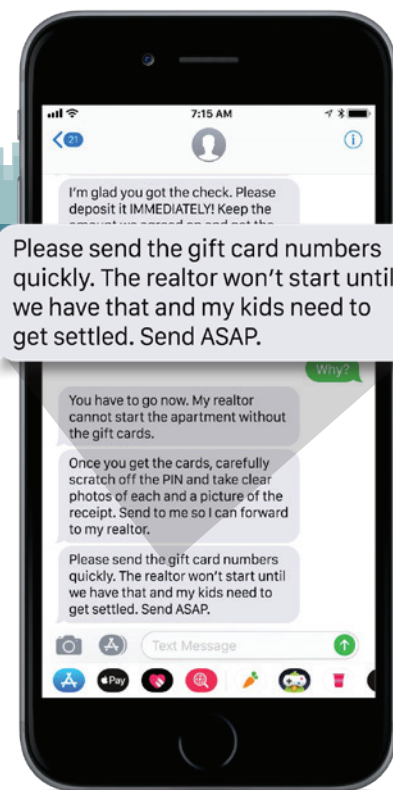 7:15 AM
21
I'm glad you got the check. Please
deposit it IMMEDIATELY! Keep the
Please send the gift card numbers
quickly. The realtor won't start until
we have that and my kids need to
get settled. Send ASAP.
Why?
You have to go now. My realtor
cannot start the apartment without
the gift cards.
Once you get the cards, carefully
scratch off the PIN and take clear
photos of each and a picture of the
receipt. Send to me so I can forward
to my realtor.
Please send the gift card numbers
quickly. The realtor won't start until
we have that and my kids need to
get settled. Send ASAP.
Text Message
Pay